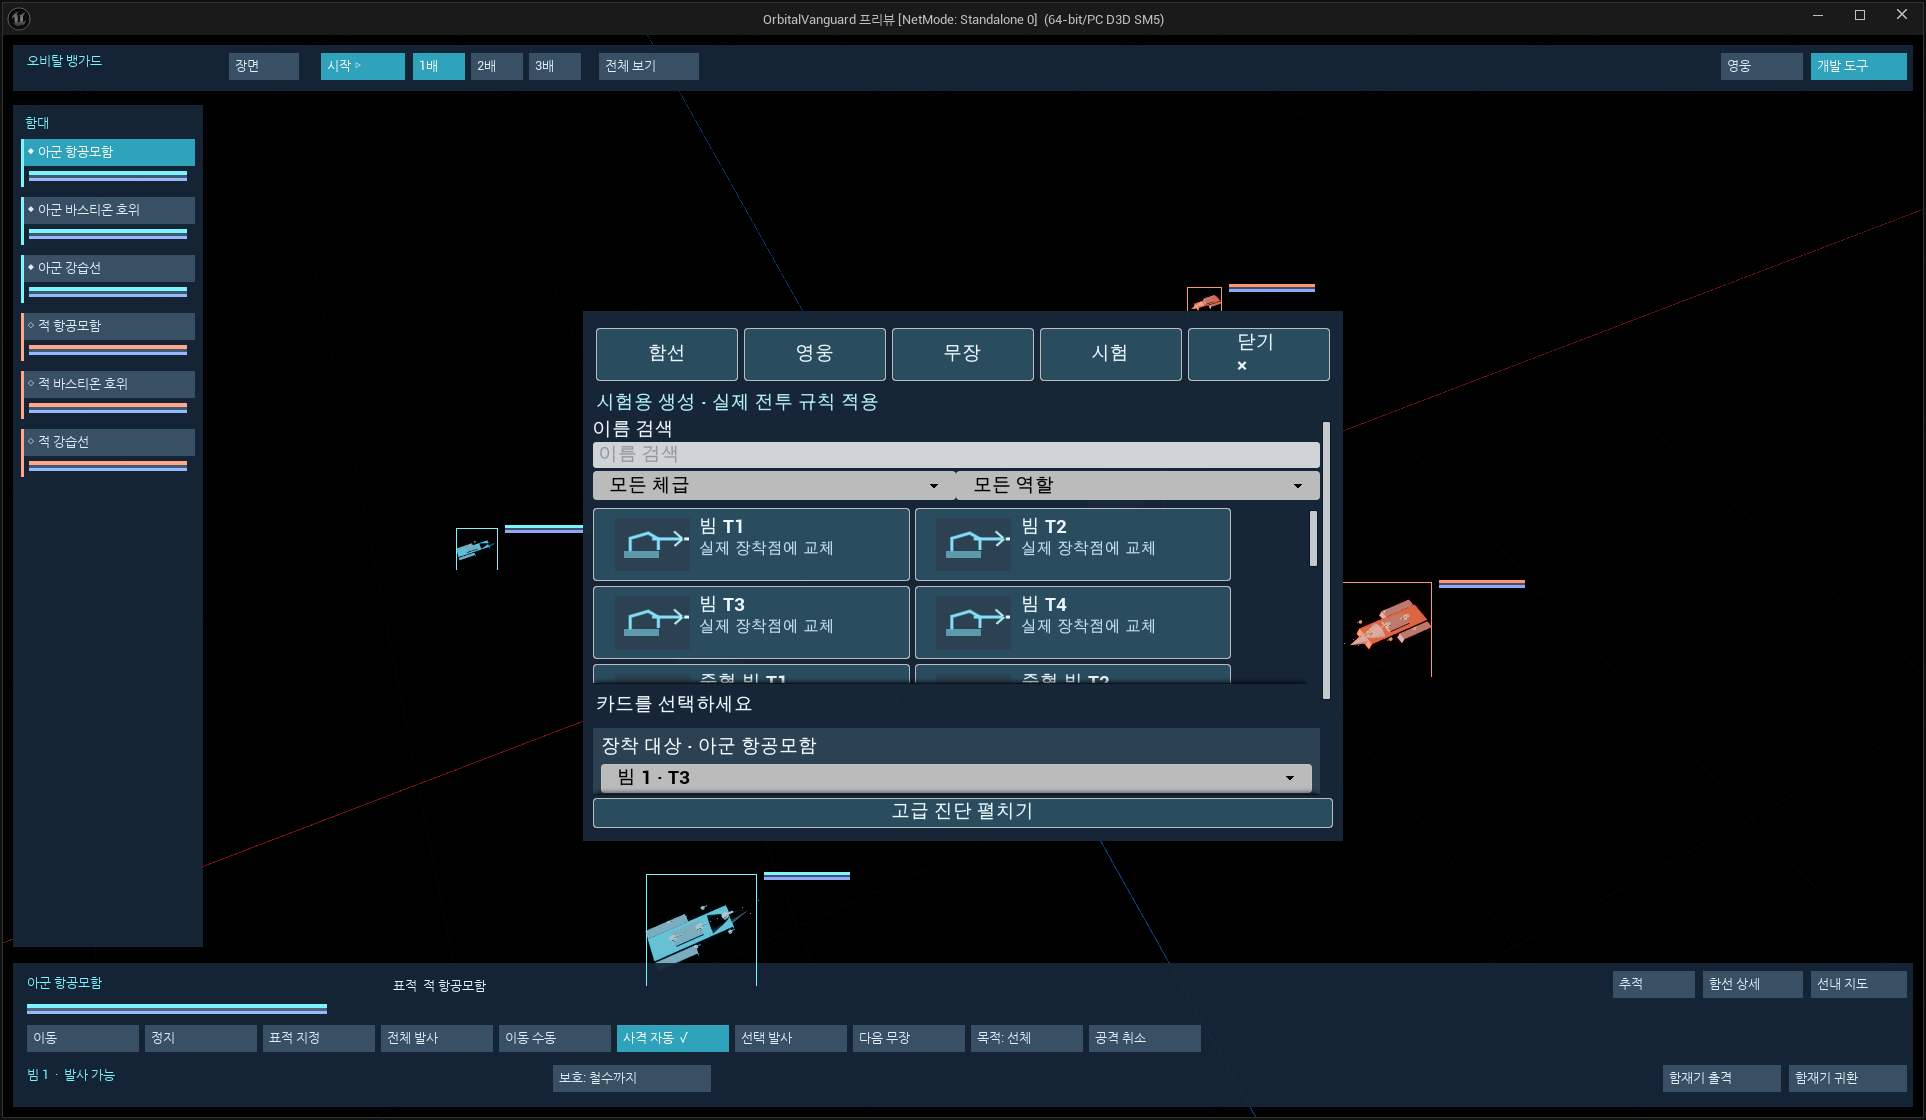 OrbitalVanguard 프리뷰 [NetMode: Standalone 0]  (64-bit/PC D3D SM5)
오비탈 뱅가드
장면
시작 ▷
1배
2배
3배
전체 보기
영웅
개발 도구
함대
◆ 아군 항공모함
◆ 아군 바스티온 호위
◆ 아군 강습선
◇ 적 항공모함
◇ 적 바스티온 호위
◇ 적 강습선
함선
영웅
무장
시험
닫기
×
시험용 생성 · 실제 전투 규칙 적용
이름 검색
이름 검색
모든 체급
모든 역할
빔 T1
실제 장착점에 교체
빔 T2
실제 장착점에 교체
빔 T3
실제 장착점에 교체
빔 T4
실제 장착점에 교체
중형 빔 T1
중형 빔 T2
카드를 선택하세요
장착 대상 · 아군 항공모함
빔 1 · T3
고급 진단 펼치기
아군 항공모함
표적  적 항공모함
추적
함선 상세
선내 지도
이동
정지
표적 지정
전체 발사
이동 수동
사격 자동 √
선택 발사
다음 무장
목적: 선체
공격 취소
빔 1 · 발사 가능
보호: 철수까지
함재기 출격
함재기 귀환